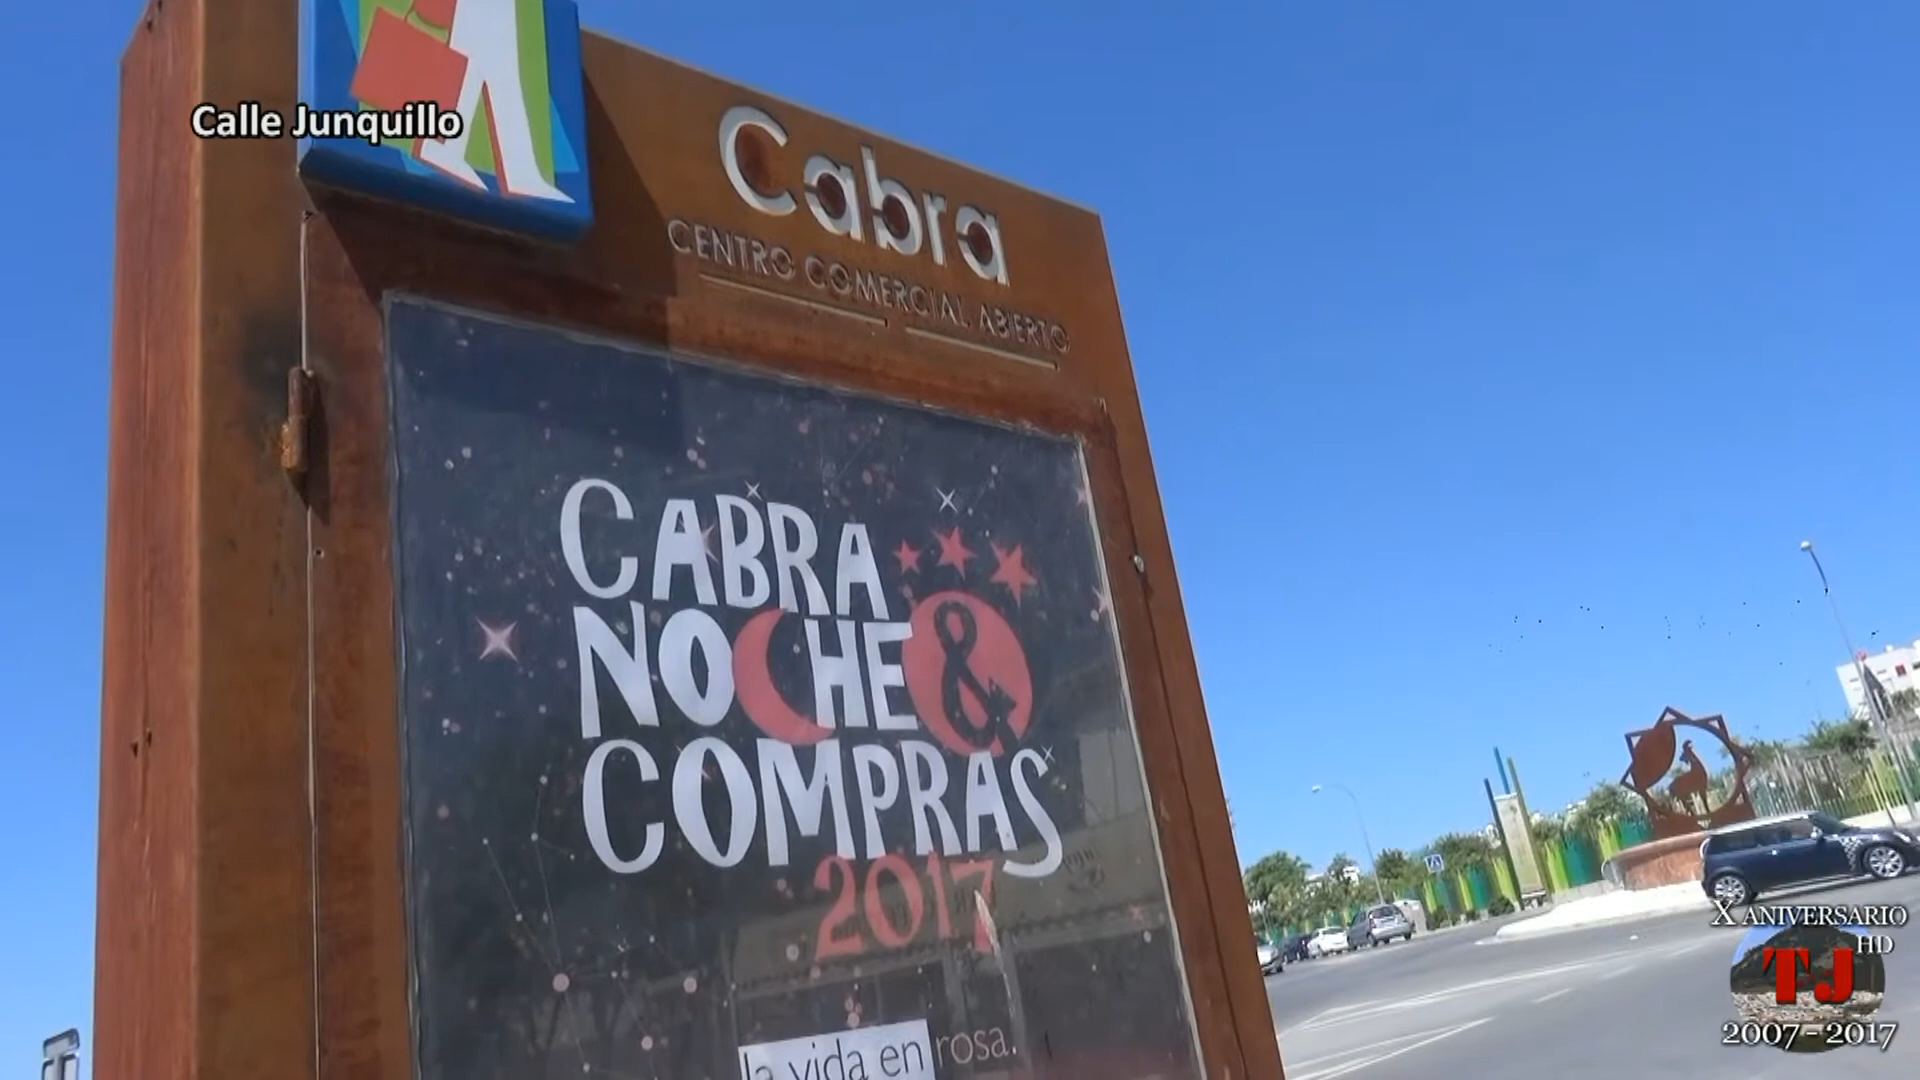 Calle Junquillo
Cabra
CENTRO COMERCIAL ABIERTO
CABRA
NOCHE &
COMPRAS
2017
la vida en rosa.
X ANIVERSARIO
HD
TJ
2007-2017